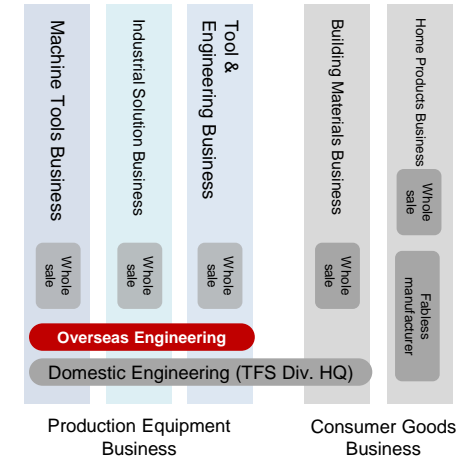 Machine Tools Business
Industrial Solution Business
Tool &
Engineering Business
Building Materials Business
Home Products Business
Whole
sale
Whole
sale
Whole
sale
Whole
sale
Whole
sale
Fabless
manufacturer
Overseas Engineering
Domestic Engineering (TFS Div. HQ)
Production Equipment
Business
Consumer Goods
Business